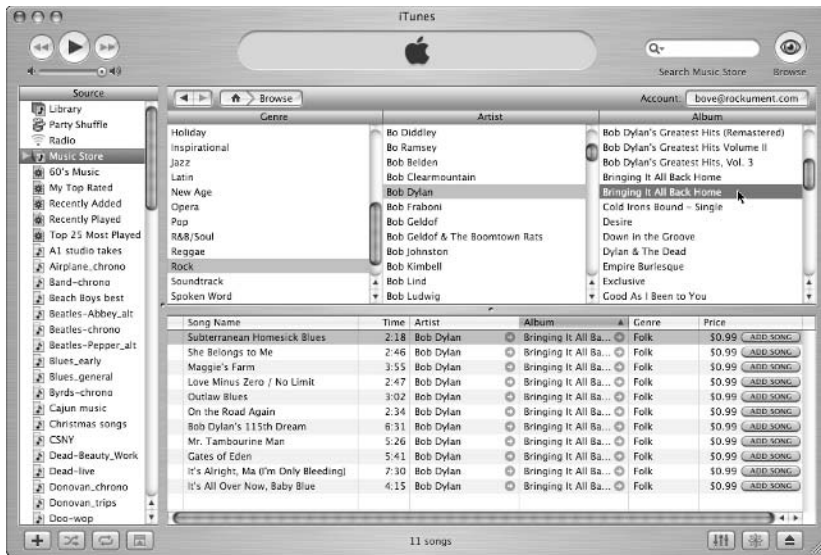 iTunes
Search Music Store
Browse
Source
Library
Party Shuffle
Radio
Music Store
60's Music
My Top Rated
Recently Added
Recently Played
Top 25 Most Played
A1 studio takes
Airplane_chrono
Band-chrono
Beach Boys best
Beatles-Abbey_alt
Beatles-chrono
Beatles-Pepper_alt
Blues_early
Blues_general
Byrds-chrono
Cajun music
Christmas songs
CSNY
Dead-Beauty_Work
Dead-live
Donovan_chrono
Donovan_trips
Doo-wop
Browse
Account: bove@rockument.com
Genre
Holiday
Inspirational
Jazz
Latin
New Age
Opera
Pop
R&B/Soul
Reggae
Rock
Soundtrack
Spoken Word
Artist
Bo Diddley
Bo Ramsey
Bob Belden
Bob Clearmountain
Bob Dylan
Bob Fraboni
Bob Geldof
Bob Geldof & The Boomtown Rats
Bob Johnston
Bob Kimbell
Bob Lind
Bob Ludwig
Album
Bob Dylan's Greatest Hits (Remastered)
Bob Dylan's Greatest Hits Volume II
Bob Dylan's Greatest Hits, Vol. 3
Bringing It All Back Home
Bringing It All Back Home
Cold Irons Bound - Single
Desire
Down in the Groove
Dylan & The Dead
Empire Burlesque
Exclusive
Good As I Been to You
Song Name Time Artist Album Genre Price
Subterranean Homesick Blues 2:18 Bob Dylan Bringing It All Ba... Folk $0.99 ADD SONG
She Belongs to Me 2:46 Bob Dylan Bringing It All Ba... Folk $0.99 ADD SONG
Maggie's Farm 3:55 Bob Dylan Bringing It All Ba... Folk $0.99 ADD SONG
Love Minus Zero / No Limit 2:47 Bob Dylan Bringing It All Ba... Folk $0.99 ADD SONG
Outlaw Blues 3:02 Bob Dylan Bringing It All Ba... Folk $0.99 ADD SONG
On the Road Again 2:34 Bob Dylan Bringing It All Ba... Folk $0.99 ADD SONG
Bob Dylan's 115th Dream 6:31 Bob Dylan Bringing It All Ba... Folk $0.99 ADD SONG
Mr. Tambourine Man 5:26 Bob Dylan Bringing It All Ba... Folk $0.99 ADD SONG
Gates of Eden 5:41 Bob Dylan Bringing It All Ba... Folk $0.99 ADD SONG
It's Alright, Ma (I'm Only Bleeding) 7:30 Bob Dylan Bringing It All Ba... Folk $0.99 ADD SONG
It's All Over Now, Baby Blue 4:15 Bob Dylan Bringing It All Ba... Folk $0.99 ADD SONG
11 songs